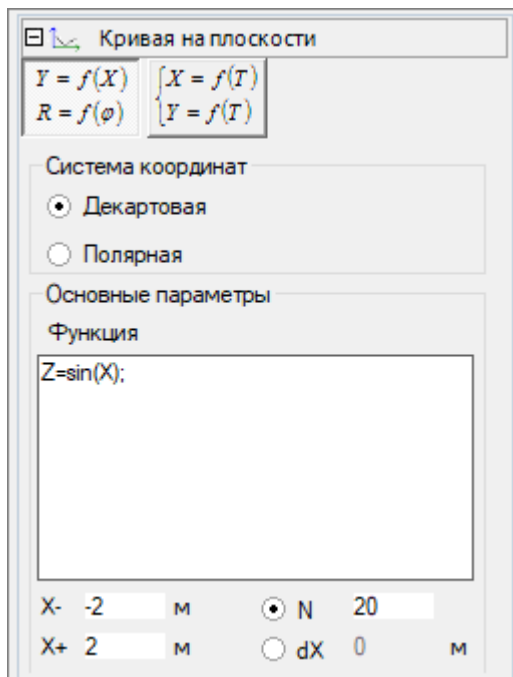 Кривая на плоскости
Y = f(X)
R = f(φ)
X = f(T)
Y = f(T)
Система координат
Декартовая
Полярная
Основные параметры
Функция
Z=sin(X);
X- -2 м N 20
X+ 2 м dX 0 м